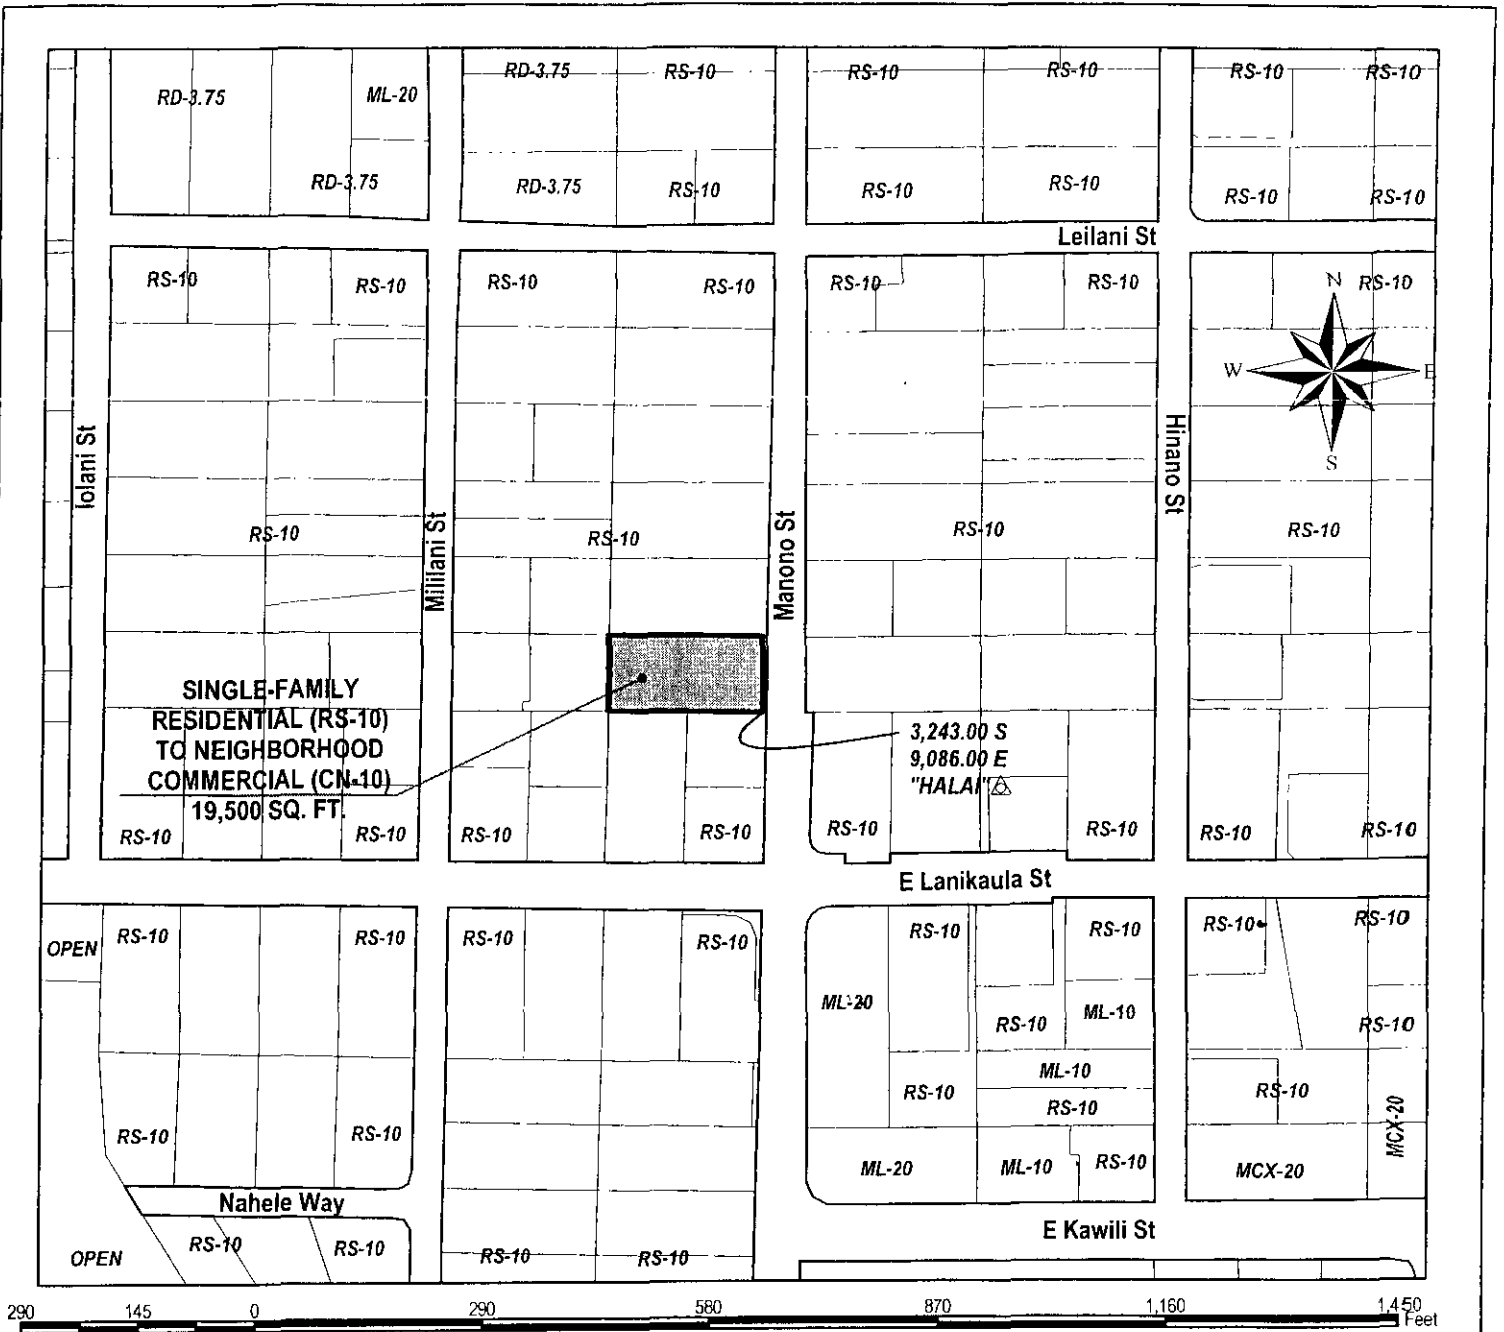 RD-3.75
RS-10
RS-10
RS-10
RS-10
RS-10
RD-3.75
ML-20
RD-3.75
RD-3.75
RS-10
RS-10
RS-10
RS-10
RS-10
Leilani St
RS-10
RS-10
RS-10
RS-10
RS-10
RS-10
RS-10
N
W
E
S
Iolani St
Mililani St
Manono St
Hinano St
RS-10
RS-10
RS-10
RS-10
SINGLE-FAMILY
RESIDENTIAL (RS-10)
TO NEIGHBORHOOD
COMMERCIAL (CN-10)
19,500 SQ. FT.
3,243.00 S
9,086.00 E
"HALAI"
RS-10
RS-10
RS-10
RS-10
RS-10
RS-10
RS-10
RS-10
E Lanikaula St
OPEN
RS-10
RS-10
RS-10
RS-10
RS-10
RS-10
RS-10
RS-10
ML-20
RS-10
ML-10
RS-10
ML-10
RS-10
RS-10
RS-10
MCX-20
RS-10
RS-10
ML-20
ML-10
RS-10
MCX-20
Nahele Way
E Kawili St
OPEN
RS-10
RS-10
RS-10
RS-10
290 145 0 290 580 870 1,160 1,450
Feet